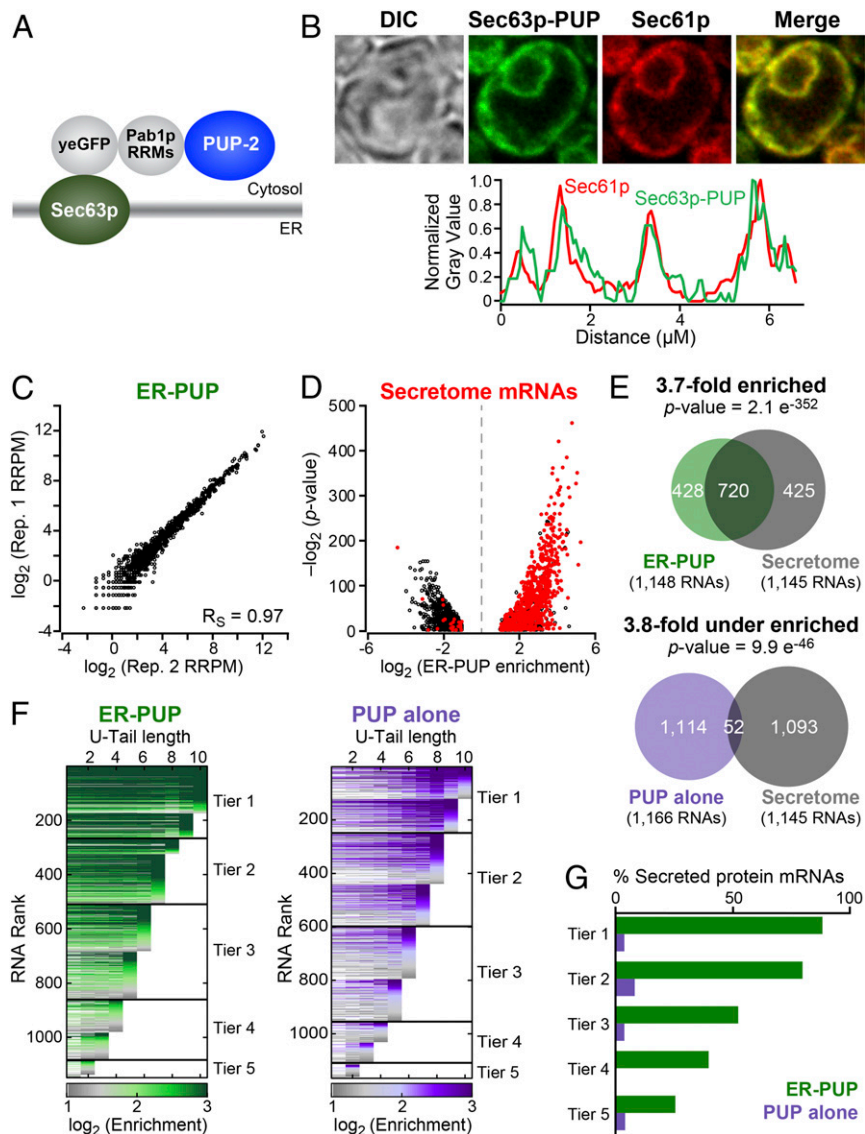 A
yeGFP
Pab1p
RRMs
PUP-2
Cytosol
Sec63p
ER
B
DIC
Sec63p-PUP
Sec61p
Merge
Normalized
Gray Value
1.0
0.8
0.6
0.4
0.2
0
Sec61p
Sec63p-PUP
0 2 4 6
Distance (µM)
C
ER-PUP
log2 (Rep. 1 RRPM)
12
8
4
0
-4
RS = 0.97
-4 0 4 8 12
log2 (Rep. 2 RRPM)
D
Secretome mRNAs
–log2 (p-value)
500
400
300
200
100
0
-6 -2 2 6
log2 (ER-PUP enrichment)
E
3.7-fold enriched
p-value = 2.1 e-352
428 720 425
ER-PUP Secretome
(1,148 RNAs) (1,145 RNAs)
3.8-fold under enriched
p-value = 9.9 e-46
1,114 52 1,093
PUP alone Secretome
(1,166 RNAs) (1,145 RNAs)
F
ER-PUP
U-Tail length
2 4 6 8 10
RNA Rank
200
400
600
800
1000
Tier 1
Tier 2
Tier 3
Tier 4
Tier 5
1 2 3
log2 (Enrichment)
PUP alone
U-Tail length
2 4 6 8 10
RNA Rank
200
400
600
800
1000
Tier 1
Tier 2
Tier 3
Tier 4
Tier 5
1 2 3
log2 (Enrichment)
G
% Secreted protein mRNAs
0 50 100
Tier 1
Tier 2
Tier 3
Tier 4
Tier 5
ER-PUP
PUP alone